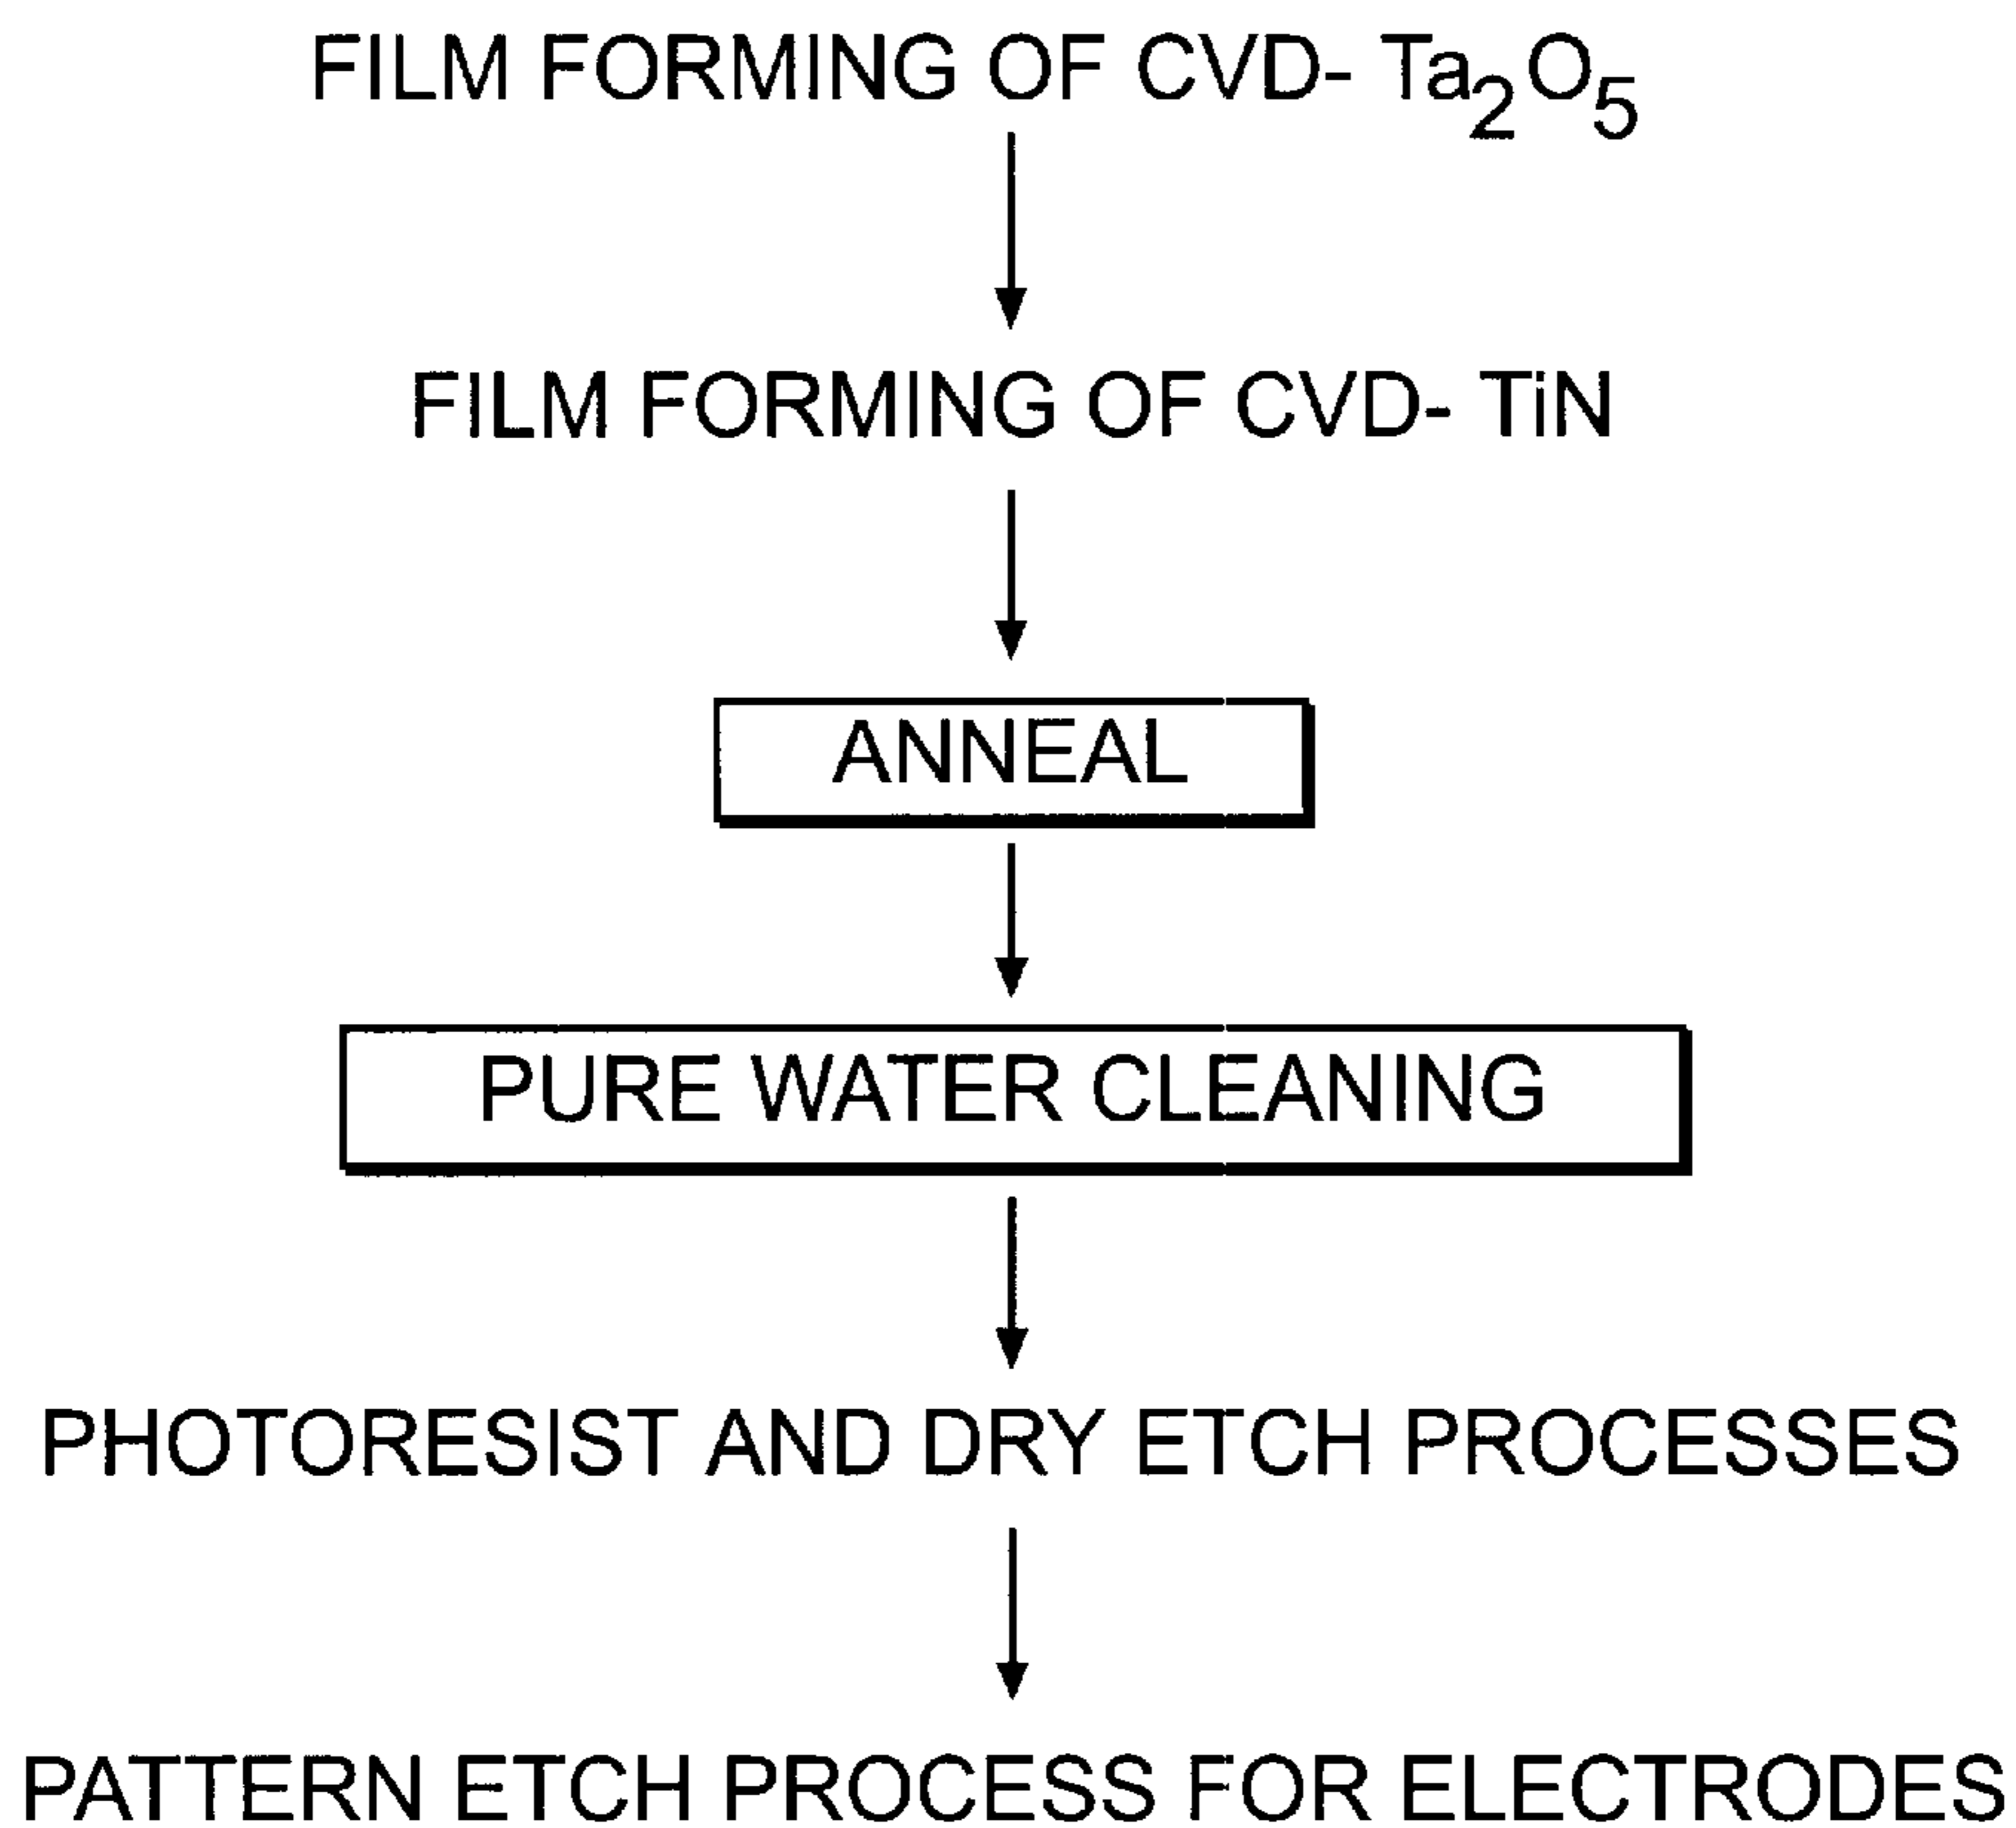 FILM FORMING OF CVD- Ta₂O₅
FILM FORMING OF CVD- TiN
ANNEAL
PURE WATER CLEANING
PHOTORESIST AND DRY ETCH PROCESSES
PATTERN ETCH PROCESS FOR ELECTRODES